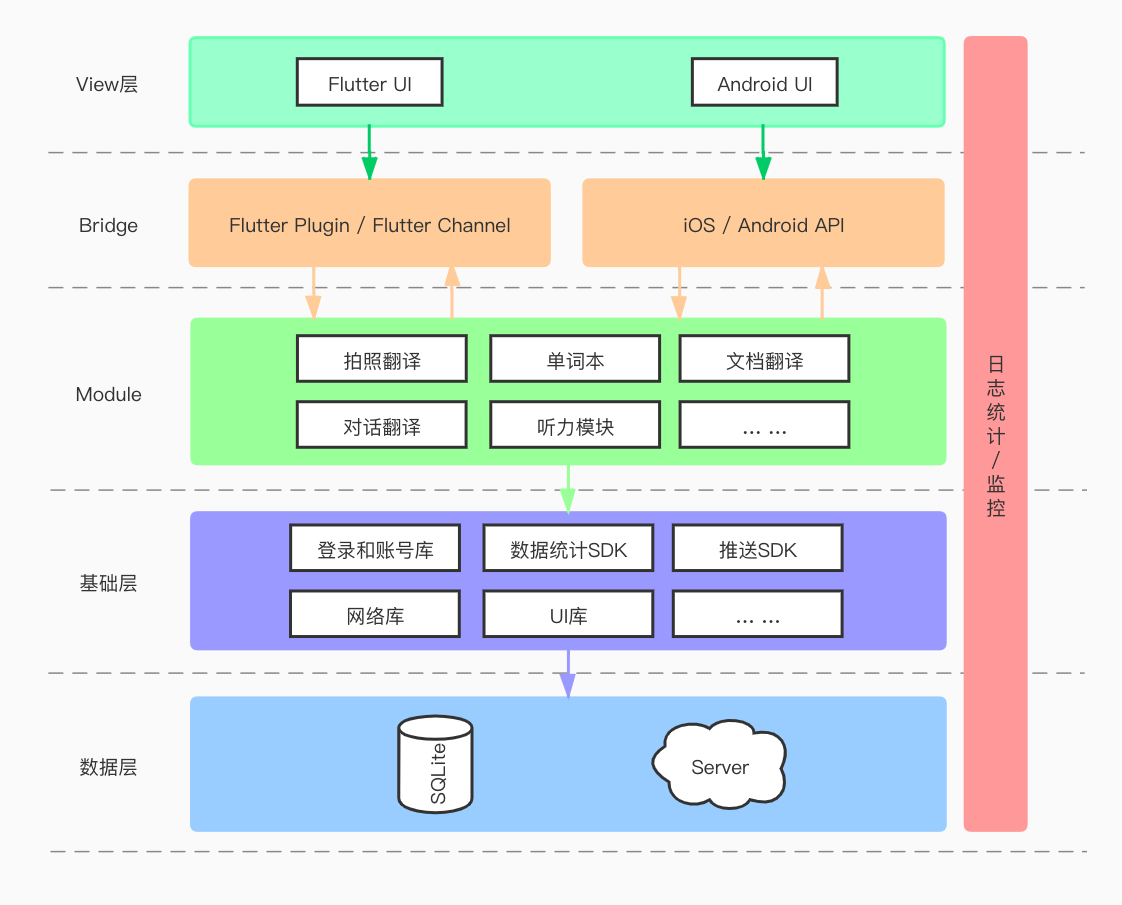 View层
Flutter UI
Android UI
Bridge
Flutter Plugin / Flutter Channel
iOS / Android API
Module
拍照翻译
单词本
文档翻译
对话翻译
听力模块
... ...
基础层
登录和账号库
数据统计SDK
推送SDK
网络库
UI库
... ...
数据层
SQLite
Server
日志统计/监控